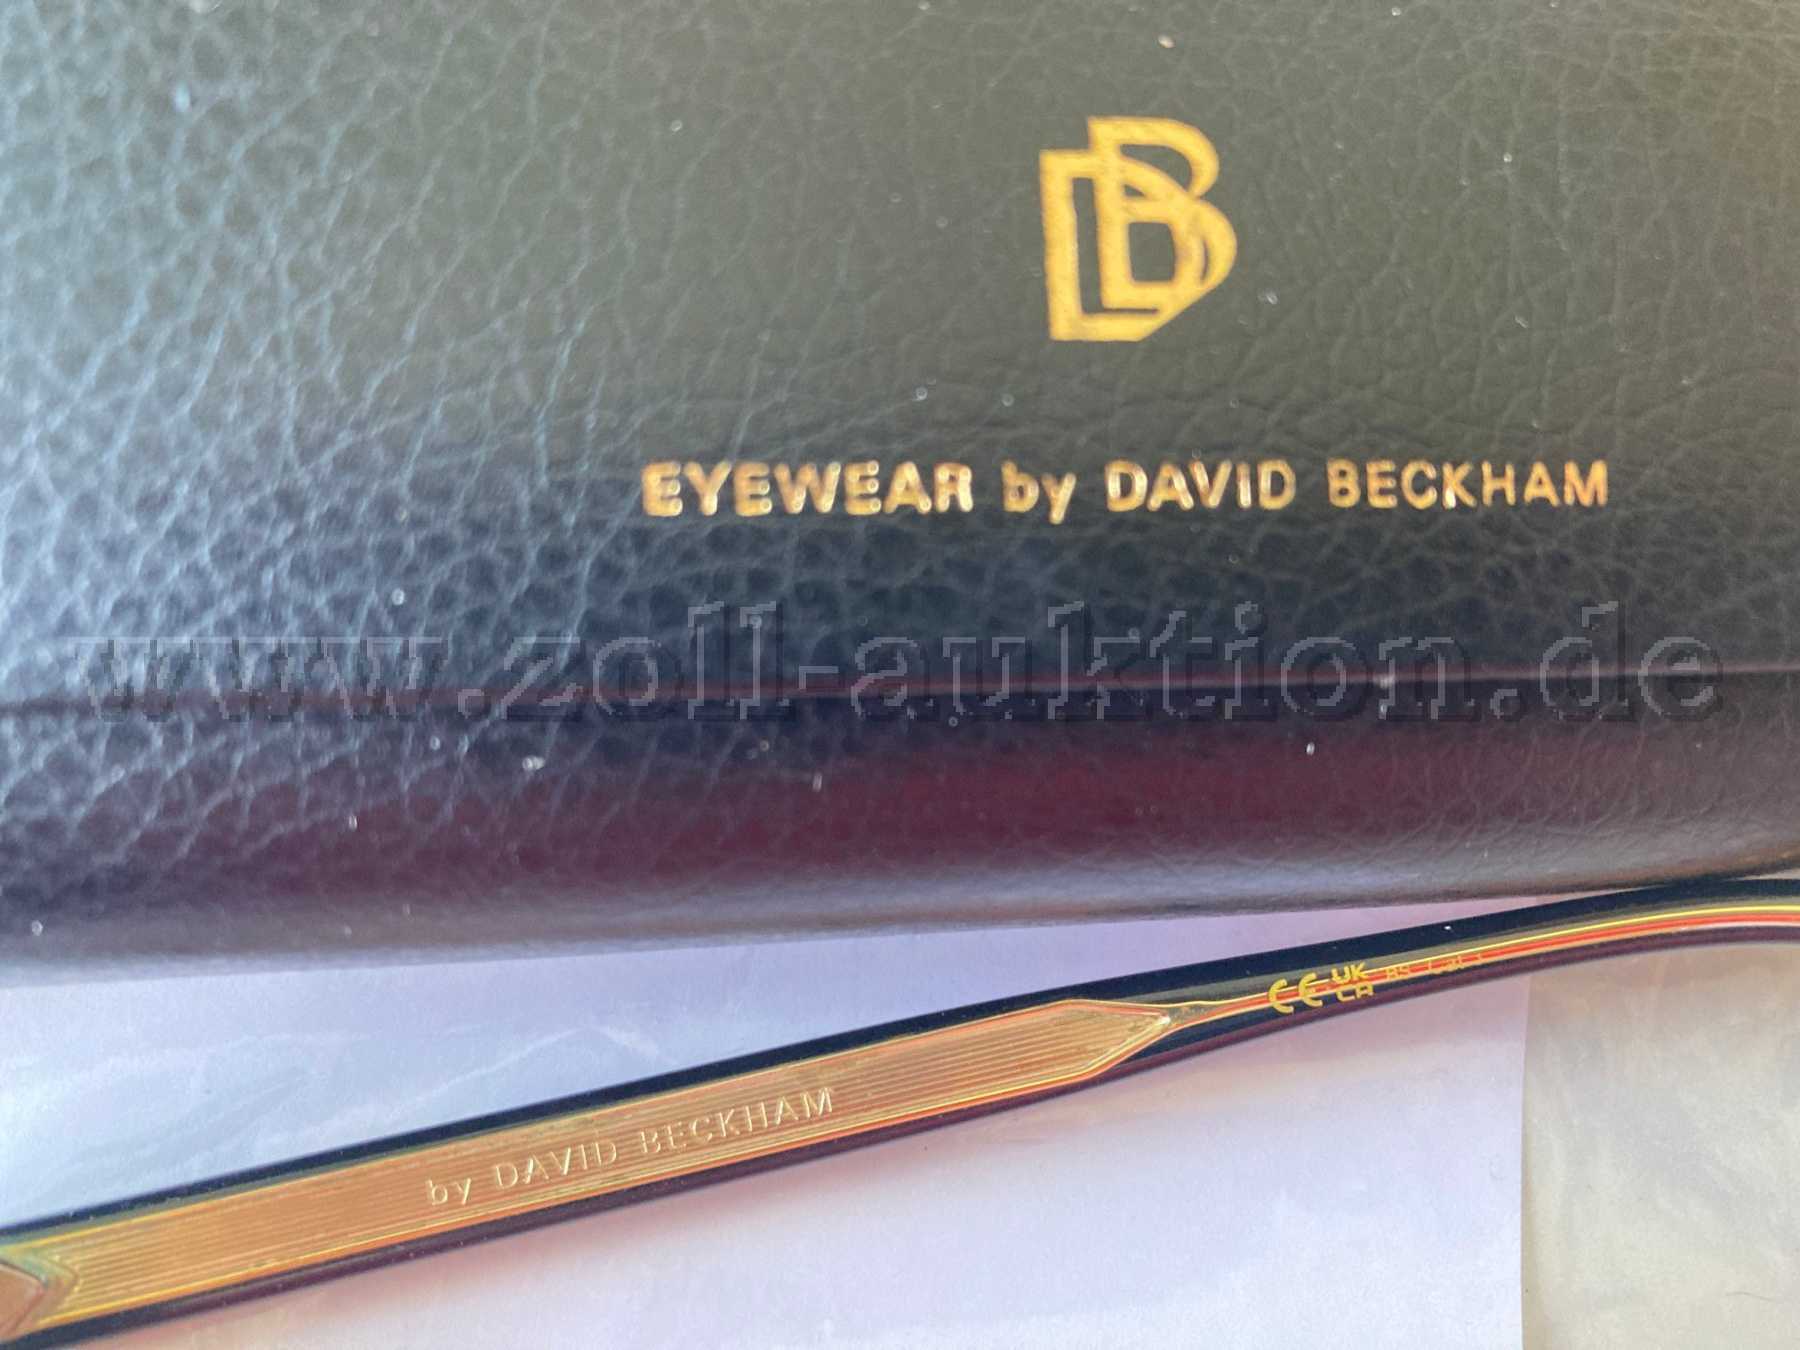 DB
EYEWEAR by DAVID BECKHAM
www.zoll-auktion.de
CE UK
CA
by DAVID BECKHAM